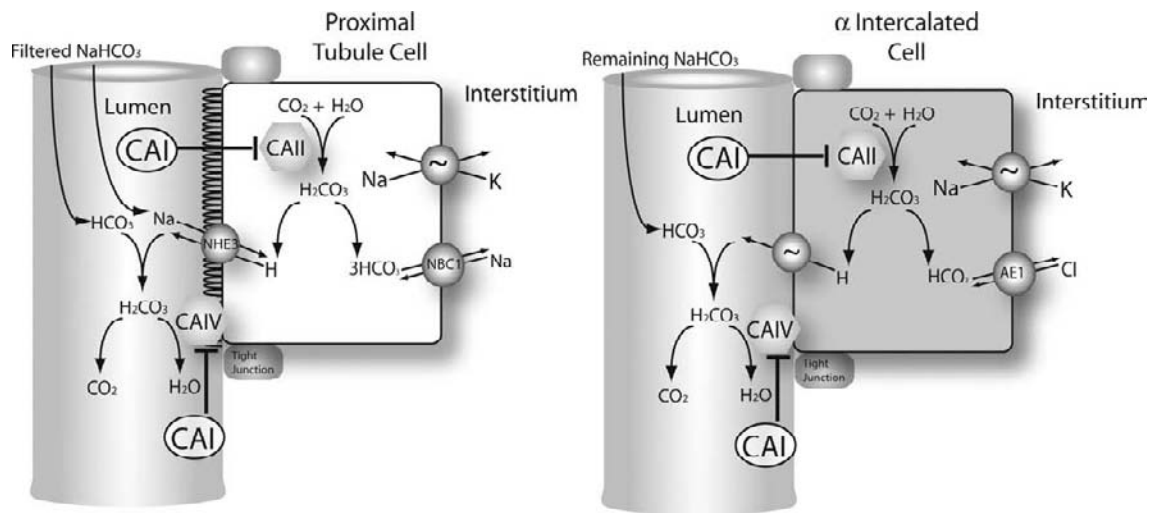 Proximal
Tubule Cell
Filtered NaHCO₃
Lumen
Interstitium
CO₂ + H₂O
CAI
CAII
~
Na
K
H₂CO₃
HCO₃
Na
NHE3
H
3HCO₃
NBC1
Na
H₂CO₃
CAIV
CO₂
H₂O
Tight
Junction
CAI
α Intercalated
Cell
Remaining NaHCO₃
Lumen
Interstitium
CO₂ + H₂O
CAI
CAII
~
Na
K
H₂CO₃
HCO₃
~
H
HCO₃
AE1
Cl
H₂CO₃
CAIV
CO₂
H₂O
Tight
Junction
CAI